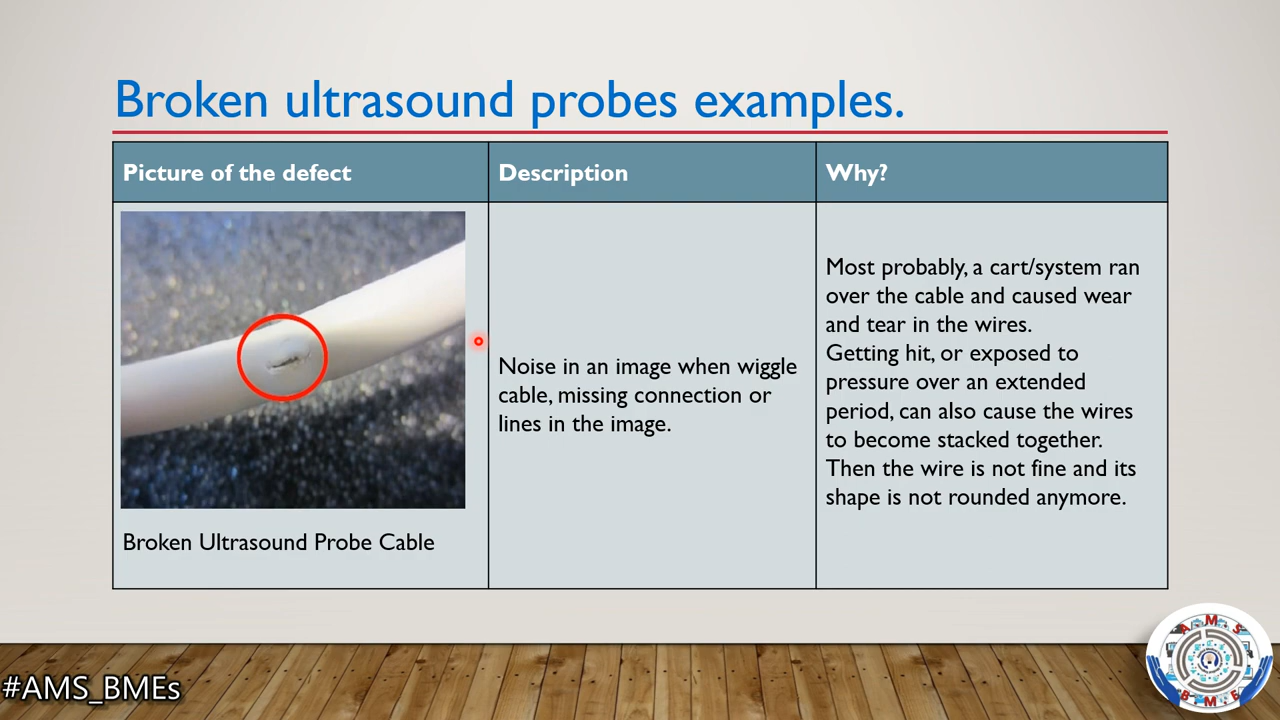 Broken ultrasound probes examples.
Picture of the defect
Description
Why?
Broken Ultrasound Probe Cable
Noise in an image when wiggle
cable, missing connection or
lines in the image.
Most probably, a cart/system ran
over the cable and caused wear
and tear in the wires.
Getting hit, or exposed to
pressure over an extended
period, can also cause the wires
to become stacked together.
Then the wire is not fine and its
shape is not rounded anymore.
#AMS_BMEs
AMS
BME